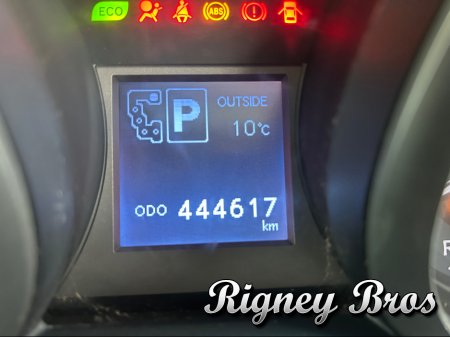 ECO ABS
P OUTSIDE
10°C
ODO 444617
km
Rigney Bros